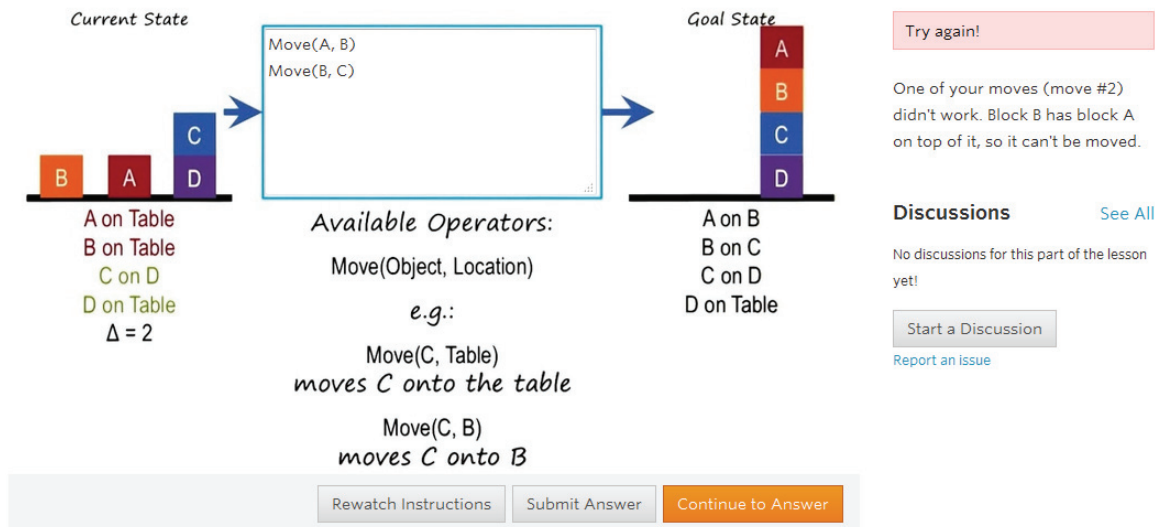 Current State
B
A
C
D
A on Table
B on Table
C on D
D on Table
Δ = 2
Move(A, B)
Move(B, C)
Available Operators:
Move(Object, Location)
e.g.:
Move(C, Table)
moves C onto the table
Move(C, B)
moves C onto B
Goal State
A
B
C
D
A on B
B on C
C on D
D on Table
Rewatch Instructions
Submit Answer
Continue to Answer
Try again!
One of your moves (move #2)
didn't work. Block B has block A
on top of it, so it can't be moved.
Discussions
See All
No discussions for this part of the lesson
yet!
Start a Discussion
Report an issue